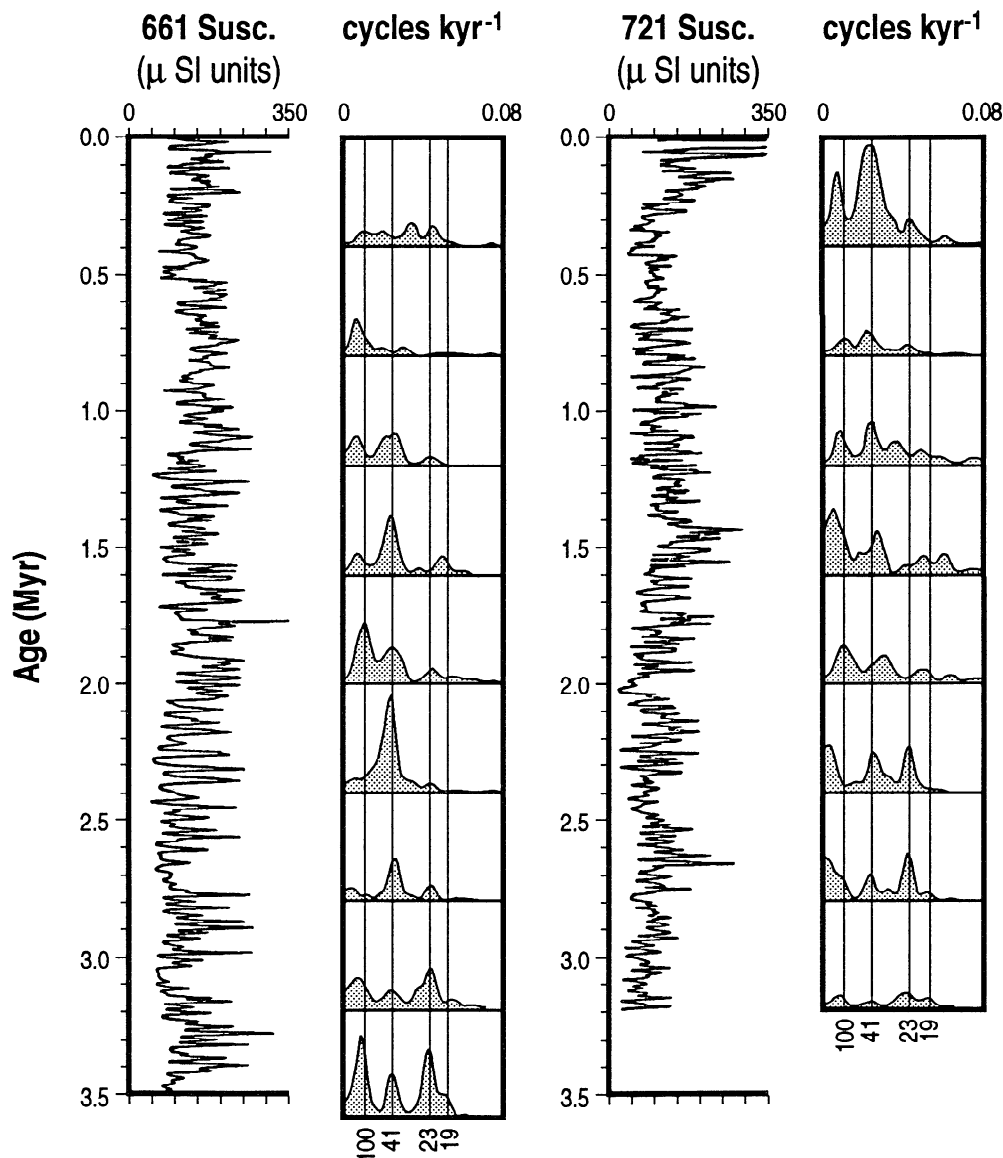 661 Susc.
(μ SI units)
cycles kyr-1
721 Susc.
(μ SI units)
cycles kyr-1
0 350
0 0.08
0 350
0 0.08
0.0
0.5
1.0
1.5
2.0
2.5
3.0
3.5
Age (Myr)
0.0
0.5
1.0
1.5
2.0
2.5
3.0
3.5
100 41 23 19
100 41 23 19